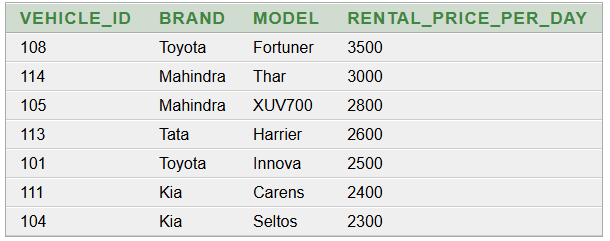 VEHICLE_ID BRAND MODEL RENTAL_PRICE_PER_DAY
108 Toyota Fortuner 3500
114 Mahindra Thar 3000
105 Mahindra XUV700 2800
113 Tata Harrier 2600
101 Toyota Innova 2500
111 Kia Carens 2400
104 Kia Seltos 2300